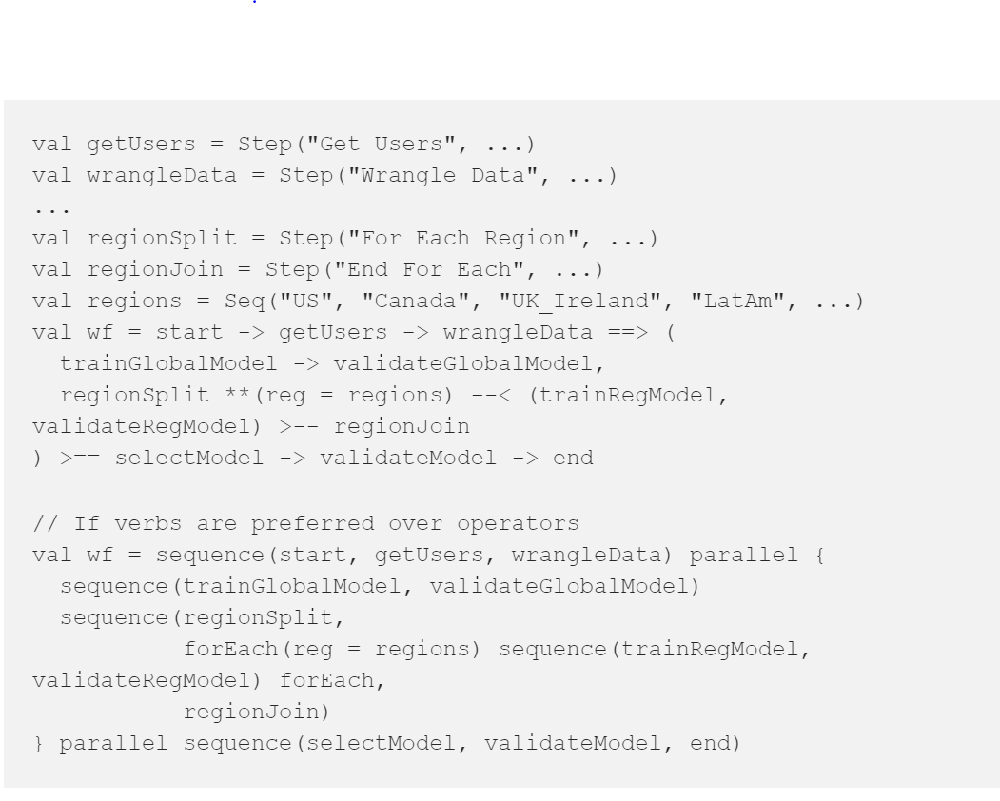 val getUsers = Step("Get Users", ...)
val wrangleData = Step("Wrangle Data", ...)
...
val regionSplit = Step("For Each Region", ...)
val regionJoin = Step("End For Each", ...)
val regions = Seq("US", "Canada", "UK_Ireland", "LatAm", ...)
val wf = start -> getUsers -> wrangleData ==> (
  trainGlobalModel -> validateGlobalModel,
  regionSplit **(reg = regions) --< (trainRegModel,
validateRegModel) >-- regionJoin
) >== selectModel -> validateModel -> end

// If verbs are preferred over operators
val wf = sequence(start, getUsers, wrangleData) parallel {
  sequence(trainGlobalModel, validateGlobalModel)
  sequence(regionSplit,
           forEach(reg = regions) sequence(trainRegModel,
validateRegModel) forEach,
           regionJoin)
} parallel sequence(selectModel, validateModel, end)